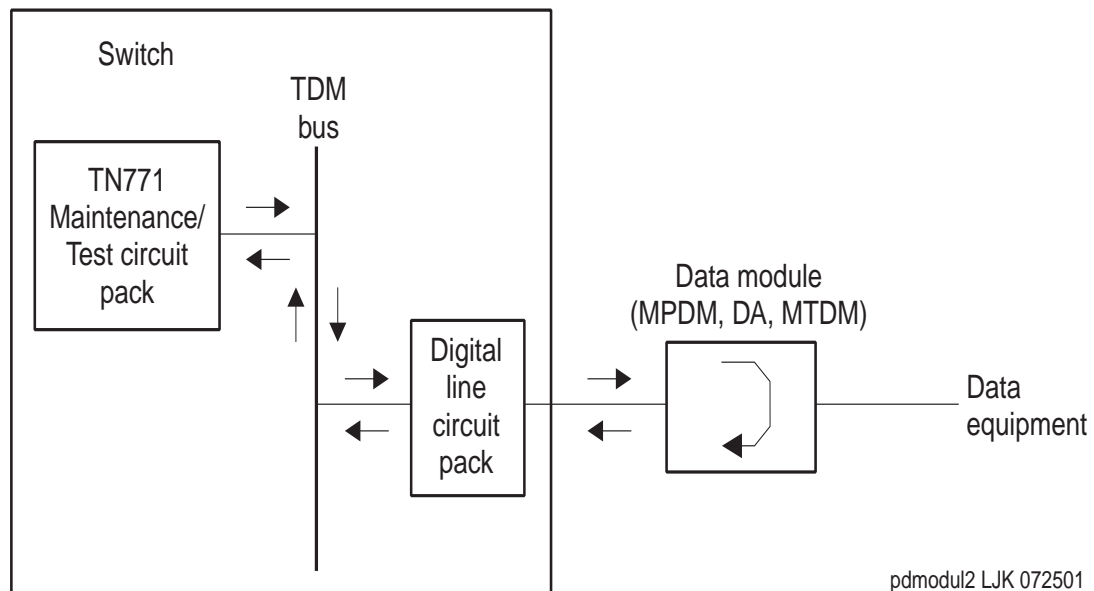 Switch
TDM
bus
TN771
Maintenance/
Test circuit
pack
Data module
(MPDM, DA, MTDM)
Digital
line
circuit
pack
Data
equipment
pdmodul2 LJK 072501